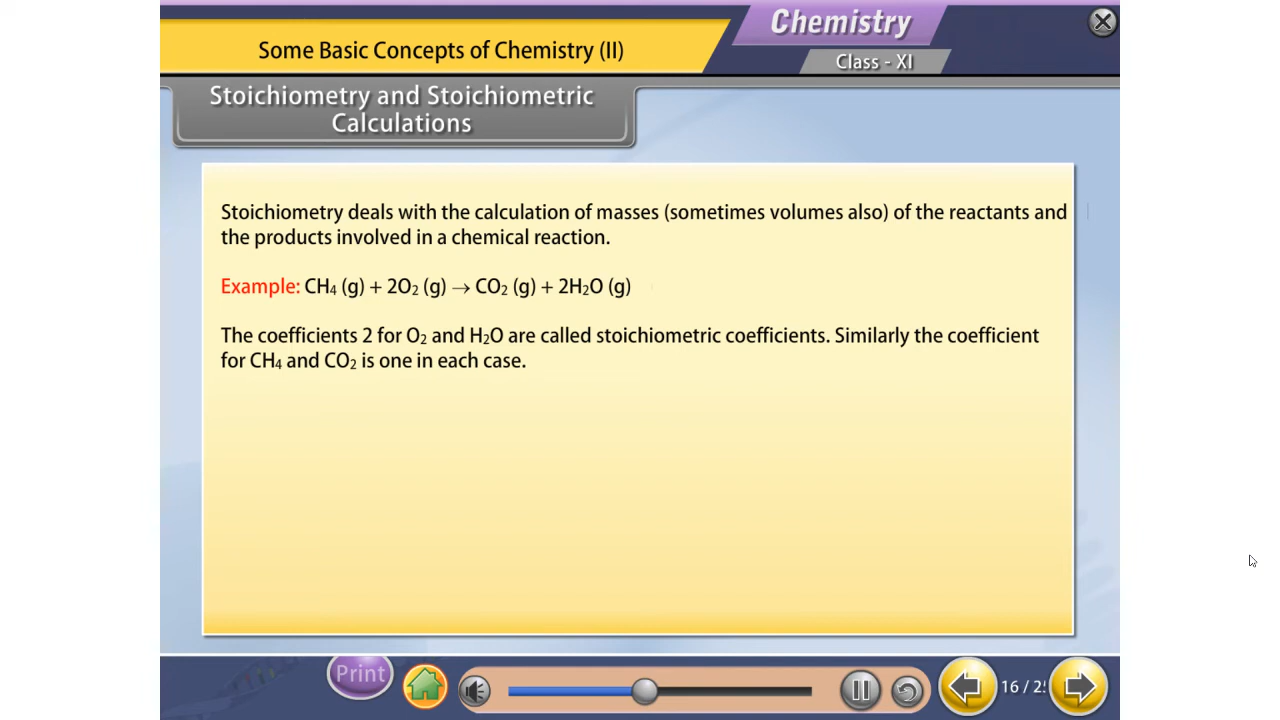 Chemistry
Some Basic Concepts of Chemistry (II)
Class - XI
Stoichiometry and Stoichiometric
Calculations
Stoichiometry deals with the calculation of masses (sometimes volumes also) of the reactants and
the products involved in a chemical reaction.
Example: CH₄ (g) + 2O₂ (g) → CO₂ (g) + 2H₂O (g)
The coefficients 2 for O₂ and H₂O are called stoichiometric coefficients. Similarly the coefficient
for CH₄ and CO₂ is one in each case.
Print
16 / 2